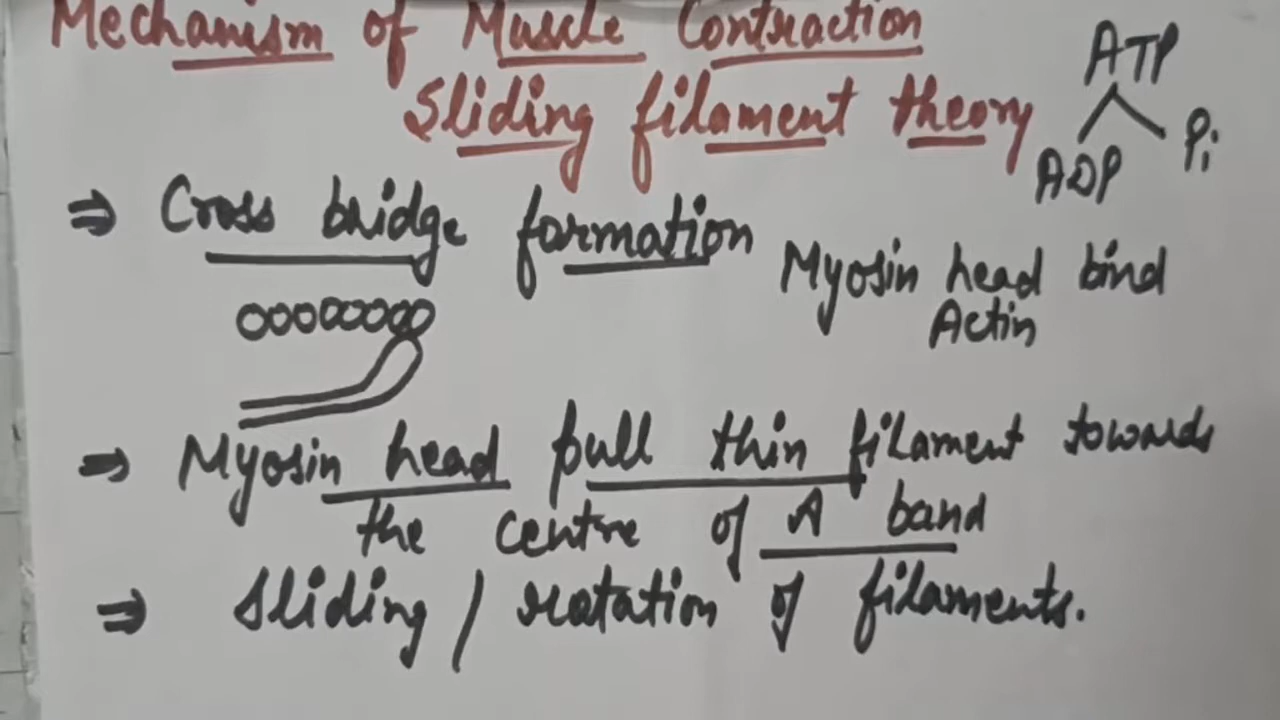 Mechanism of Muscle Contraction
Sliding filament theory
ATP
ADP Pi
⇒ Cross bridge formation
Myosin head bind
Actin
⇒ Myosin head pull thin filament towards
the centre of A band
⇒ Sliding / rotation of filaments.